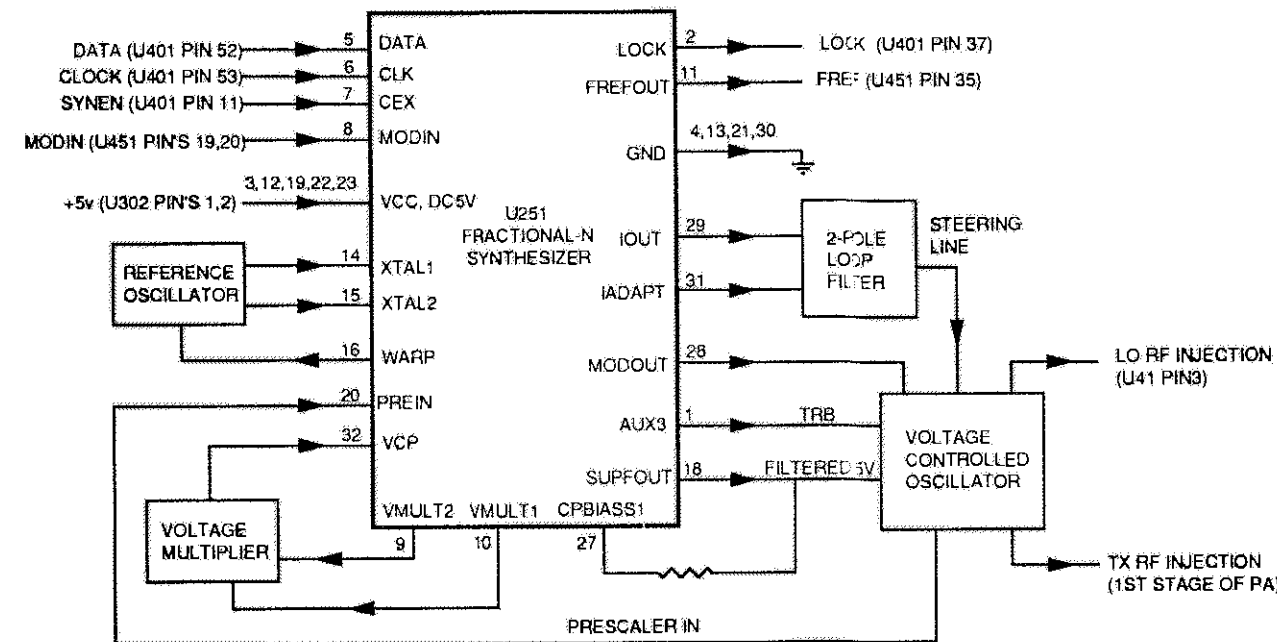 DATA (U401 PIN 52)
5
DATA
CLOCK (U401 PIN 53)
6
CLK
SYNEN (U401 PIN 11)
7
CEX
MODIN (U451 PIN'S 19,20)
8
MODIN
+5v (U302 PIN'S 1,2)
3,12,19,22,23
VCC, DC5V
REFERENCE
OSCILLATOR
14
XTAL1
15
XTAL2
16
WARP
20
PREIN
32
VCP
VOLTAGE
MULTIPLIER
VMULT2
9
VMULT1
10
CPBIASS1
27
U251
FRACTIONAL-N
SYNTHESIZER
LOCK
2
LOCK (U401 PIN 37)
FREFOUT
11
FREF (U451 PIN 35)
GND
4,13,21,30
IOUT
29
IADAPT
31
2-POLE
LOOP
FILTER
STEERING
LINE
MODOUT
28
AUX3
1
TRB
SUPFOUT
18
FILTERED 5V
VOLTAGE
CONTROLLED
OSCILLATOR
LO RF INJECTION
(U41 PIN3)
TX RF INJECTION
(1ST STAGE OF PA)
PRESCALER IN